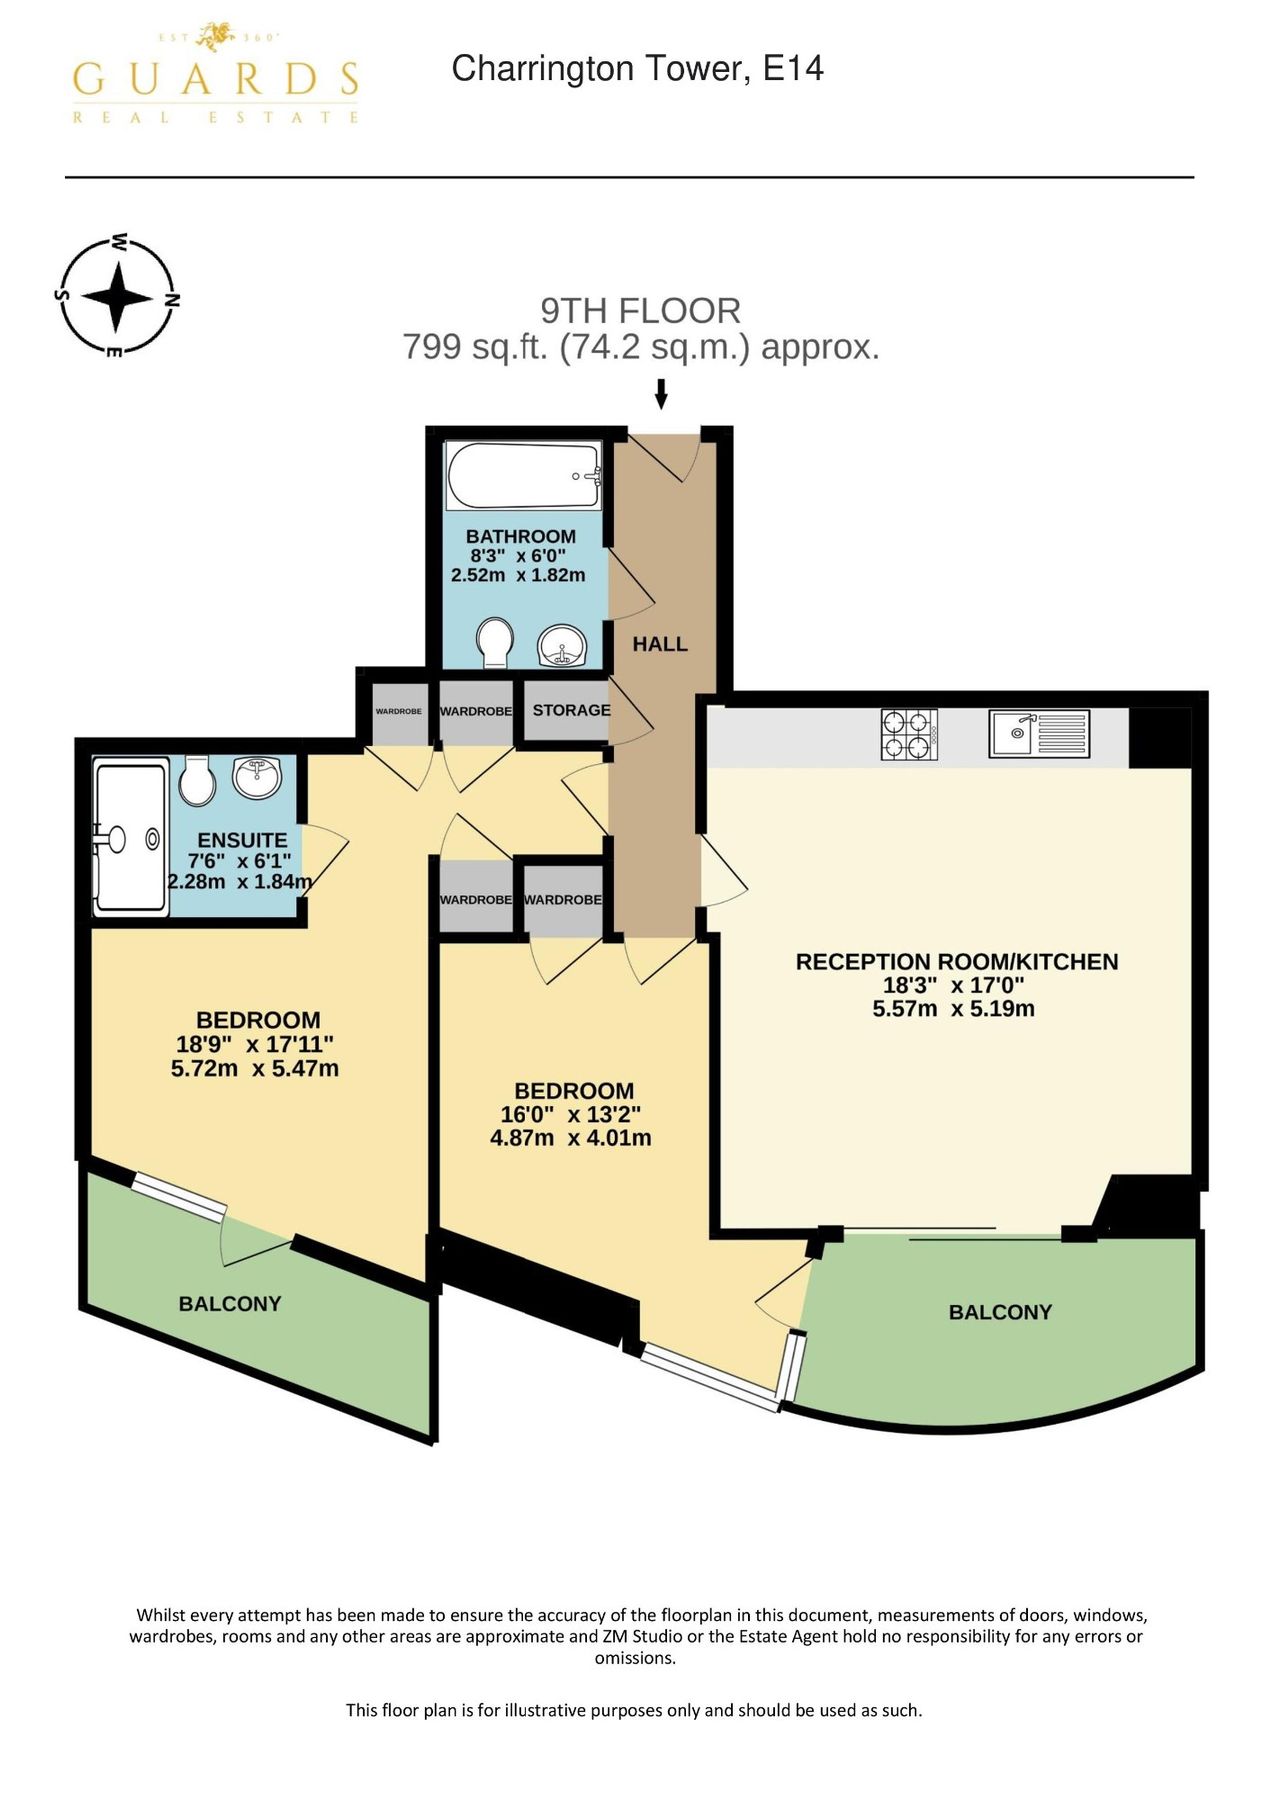 EST 360°
GUARDS
REAL ESTATE
Charrington Tower, E14
W
S
N
E
9TH FLOOR
799 sq.ft. (74.2 sq.m.) approx.
BATHROOM
8'3" x 6'0"
2.52m x 1.82m
HALL
WARDROBE
WARDROBE
STORAGE
ENSUITE
7'6" x 6'1"
2.28m x 1.84m
WARDROBE
WARDROBE
RECEPTION ROOM/KITCHEN
18'3" x 17'0"
5.57m x 5.19m
BEDROOM
18'9" x 17'11"
5.72m x 5.47m
BEDROOM
16'0" x 13'2"
4.87m x 4.01m
BALCONY
BALCONY
Whilst every attempt has been made to ensure the accuracy of the floorplan in this document, measurements of doors, windows,
wardrobes, rooms and any other areas are approximate and ZM Studio or the Estate Agent hold no responsibility for any errors or
omissions.
This floor plan is for illustrative purposes only and should be used as such.